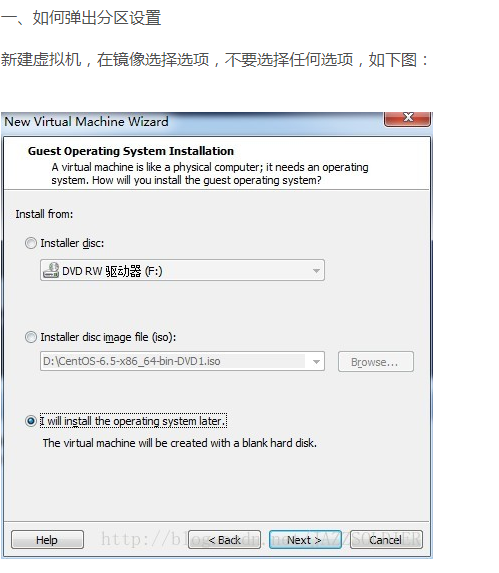 一、如何弹出分区设置
新建虚拟机，在镜像选择选项，不要选择任何选项，如下图：
New Virtual Machine Wizard
Guest Operating System Installation
A virtual machine is like a physical computer; it needs an operating
system. How will you install the guest operating system?
Install from:
Installer disc:
DVD RW 驱动器 (F:)
Installer disc image file (iso):
D:\CentOS-6.5-x86_64-bin-DVD1.iso
Browse...
I will install the operating system later.
The virtual machine will be created with a blank hard disk.
Help
< Back
Next >
Cancel